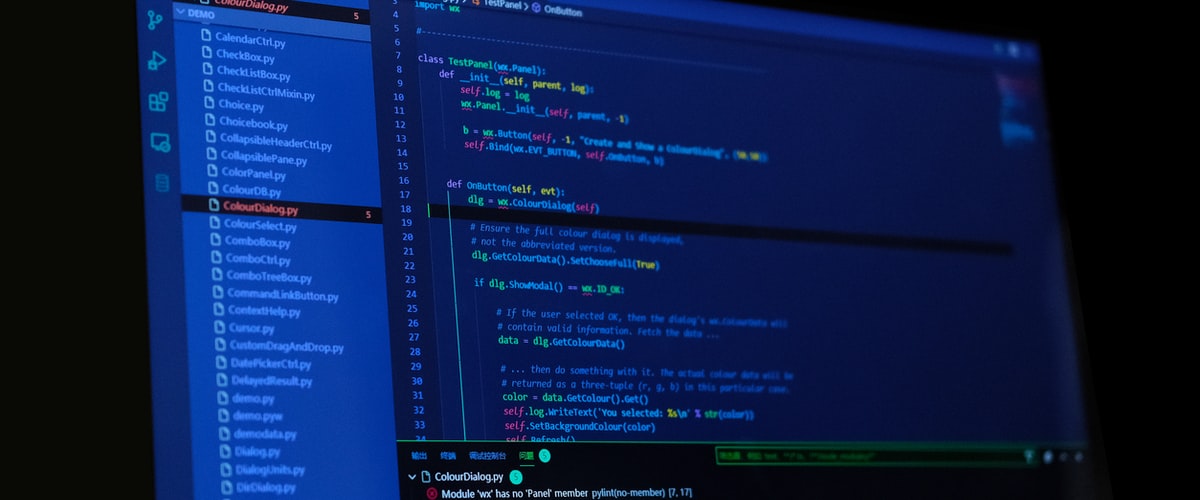 ColourDialog.py 5
DEMO
CalendarCtrl.py
CheckBox.py
CheckListBox.py
CheckListCtrlMixin.py
Choice.py
Choicebook.py
CollapsibleHeaderCtrl.py
CollapsiblePane.py
ColorPanel.py
ColourDB.py
ColourDialog.py 5
ColourSelect.py
ComboBox.py
ComboCtrl.py
ComboTreeBox.py
CommandLinkButton.py
ContextHelp.py
Cursor.py
CustomDragAndDrop.py
DatePickerCtrl.py
DelayedResult.py
demo.py
demo.pyw
demodata.py
Dialog.py
DialogUnits.py
DirDialog.py
TestPanel > OnButton
3
4 import wx
5
6 #----------------------------------------------------------------------
7
8 class TestPanel(wx.Panel):
9 def __init__(self, parent, log):
10 self.log = log
11 wx.Panel.__init__(self, parent, -1)
12
13 b = wx.Button(self, -1, "Create and Show a ColourDialog", (50,50))
14 self.Bind(wx.EVT_BUTTON, self.OnButton, b)
15
16
17 def OnButton(self, evt):
18 dlg = wx.ColourDialog(self)
19
20 # Ensure the full colour dialog is displayed,
21 # not the abbreviated version.
22 dlg.GetColourData().SetChooseFull(True)
23
24 if dlg.ShowModal() == wx.ID_OK:
25
26 # If the user selected OK, then the dialog's wx.ColourData will
27 # contain valid information. Fetch the data ...
28 data = dlg.GetColourData()
29
30 # ... then do something with it. The actual colour data will be
31 # returned as a three-tuple (r, g, b) in this particular case.
32 color = data.GetColour().Get()
33 self.log.WriteText('You selected: %s\n' % str(color))
34 self.SetBackgroundColour(color)
self.Refresh()
输出 终端 调试控制台 问题 5
ColourDialog.py 5
Module 'wx' has no 'Panel' member pylint(no-member) [7, 17]